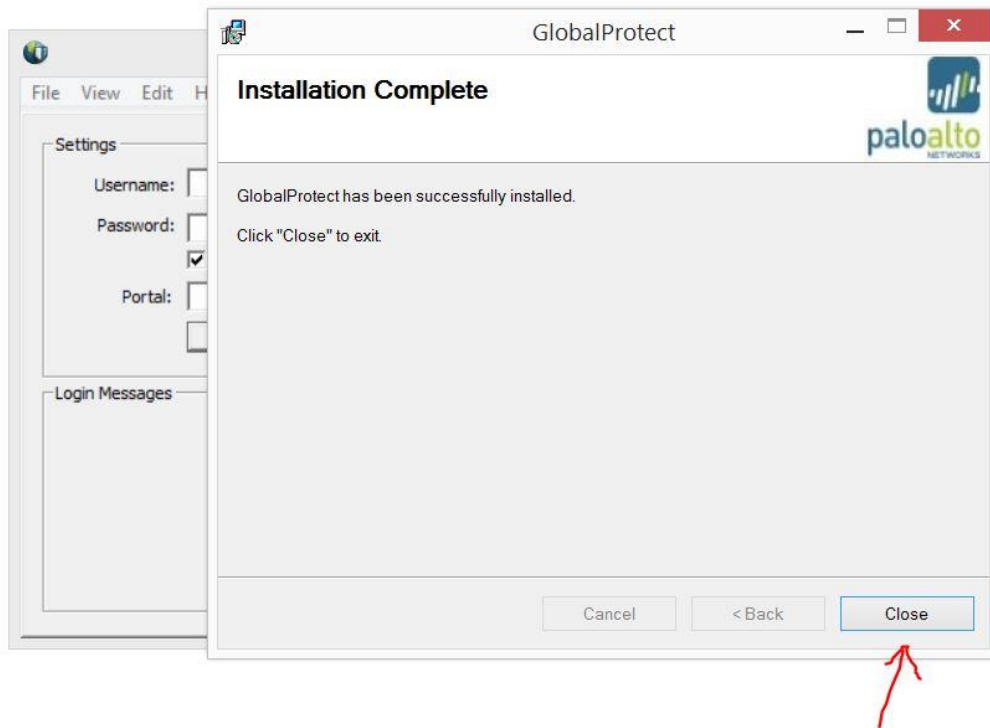 GlobalProtect
Installation Complete
paloalto
NETWORKS
GlobalProtect has been successfully installed.
Click "Close" to exit.
Cancel
< Back
Close
File View Edit H
Settings
Username:
Password:
Portal:
Login Messages